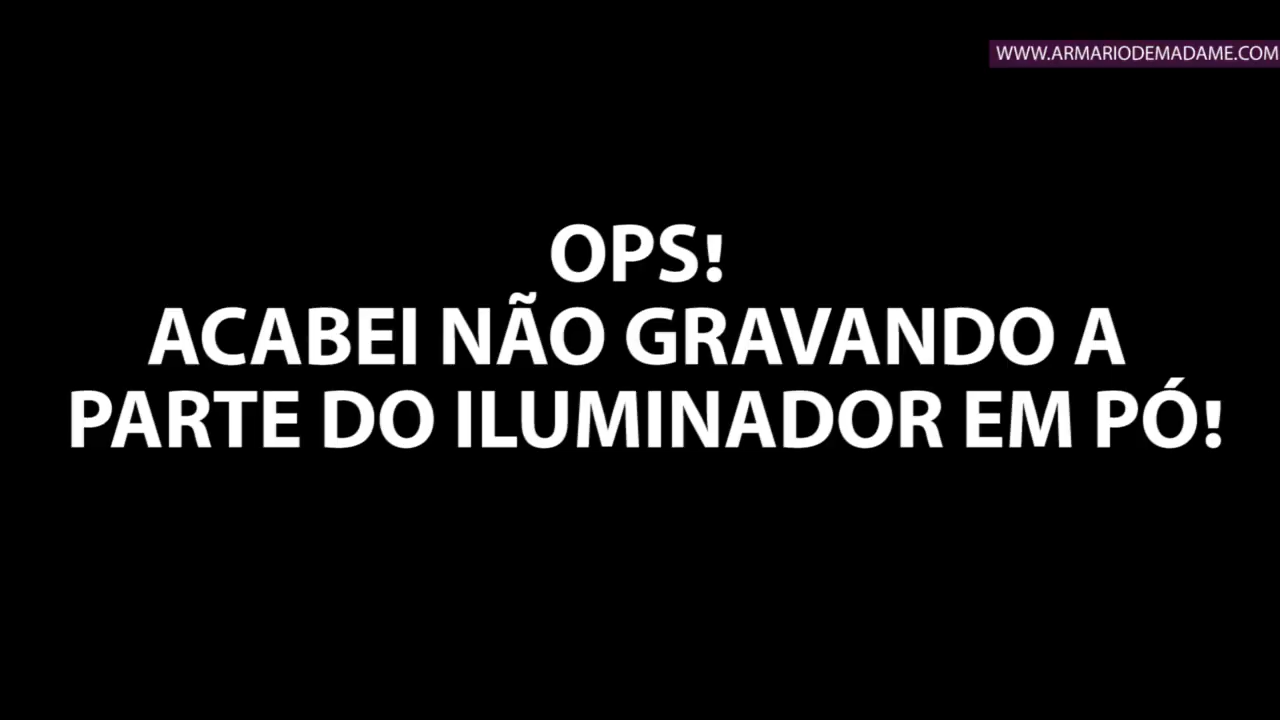 WWW.ARMARIODEMADAME.COM
OPS!
ACABEI NÃO GRAVANDO A
PARTE DO ILUMINADOR EM PÓ!